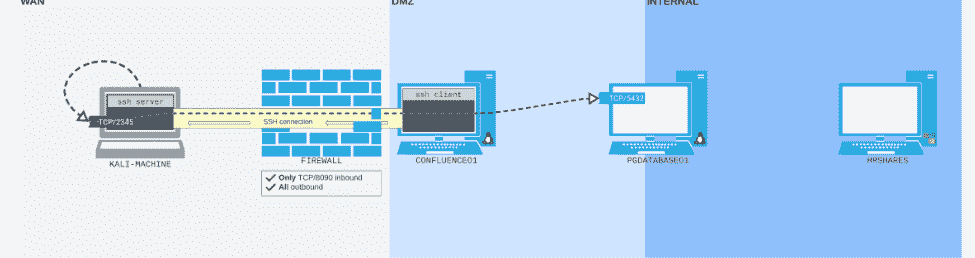 WAN
DMZ
INTERNAL
ssh server
TCP/2345
SSH connection
ssh client
TCP/5432
KALI-MACHINE
FIREWALL
CONFLUENCE01
PGDATABASE01
HRSHARES
Only TCP/8090 inbound
All outbound